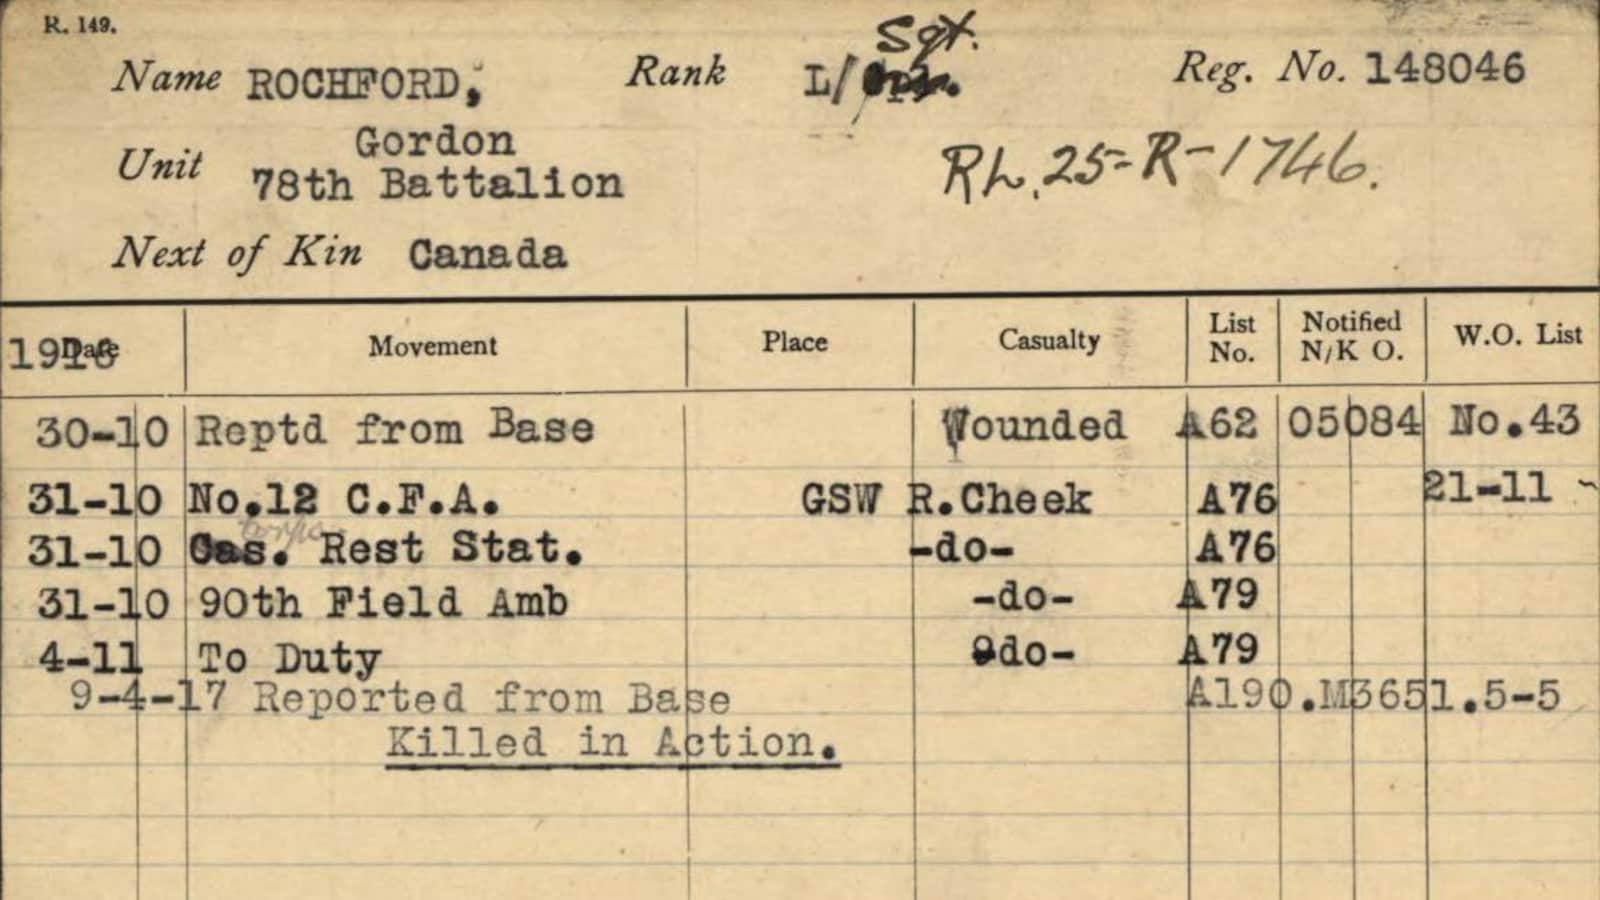 R. 149.
Sgt.
Name ROCHFORD, Rank L/ Reg. No. 148046
Gordon
Unit 78th Battalion RL. 25-R-1746.
Next of Kin Canada
1916 Date Movement Place Casualty List No. Notified N/K O. W.O. List
30-10 Reptd from Base Wounded A62 05084 No.43
31-10 No.12 C.F.A. GSW R.Cheek A76 21-11
Corps
31-10 Cas. Rest Stat. -do- A76
31-10 90th Field Amb -do- A79
4-11 To Duty -do- A79
9-4-17 Reported from Base A190.M3651.5-5
Killed in Action.